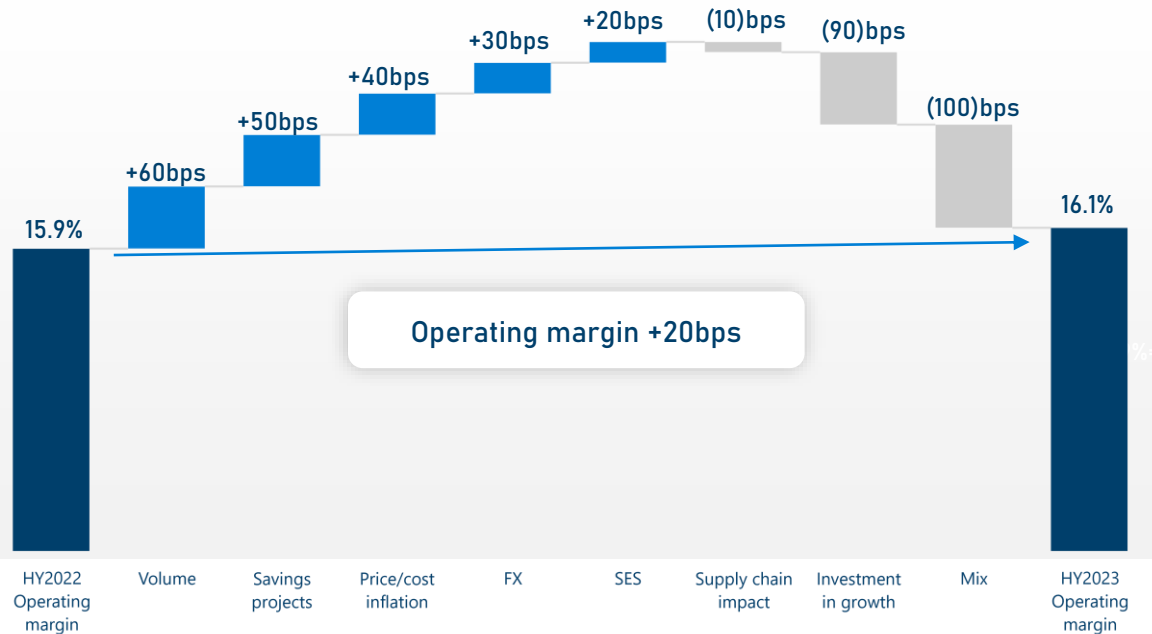 +20bps
(10)bps
(90)bps
+30bps
+40bps
(100)bps
+50bps
+60bps
15.9%
16.1%
Operating margin +20bps
HY2022
Operating
margin
Volume
Savings
projects
Price/cost
inflation
FX
SES
Supply chain
impact
Investment
in growth
Mix
HY2023
Operating
margin